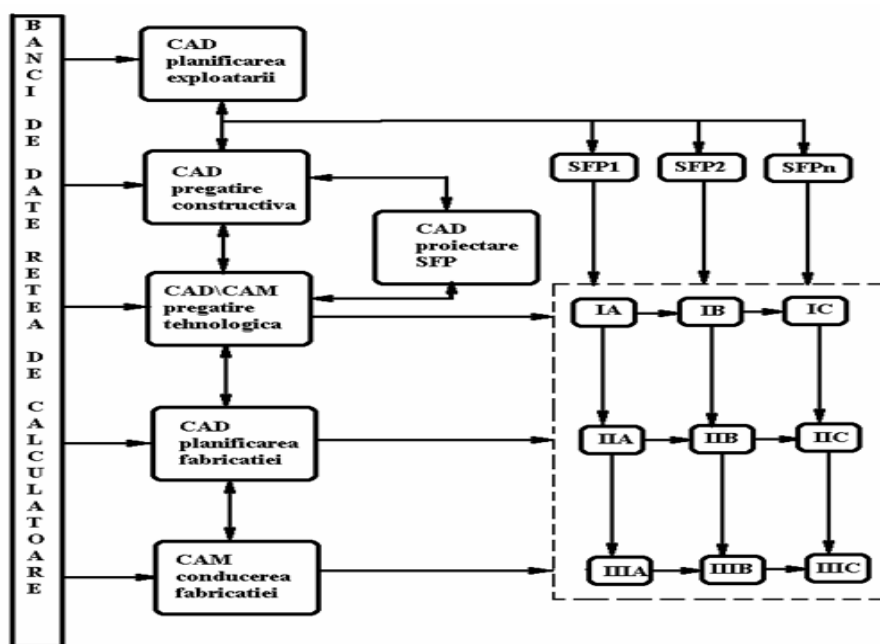 BANCI DE DATE RETEA DE CALCULATOARE
CAD
planificarea
exploatarii
CAD
pregatire
constructiva
CAD
proiectare
SFP
CAD\CAM
pregatire
tehnologica
CAD
planificarea
fabricatiei
CAM
conducerea
fabricatiei
SFP1
SFP2
SFPn
IA
IB
IC
IIA
IIB
IIC
IIIA
IIIB
IIIC